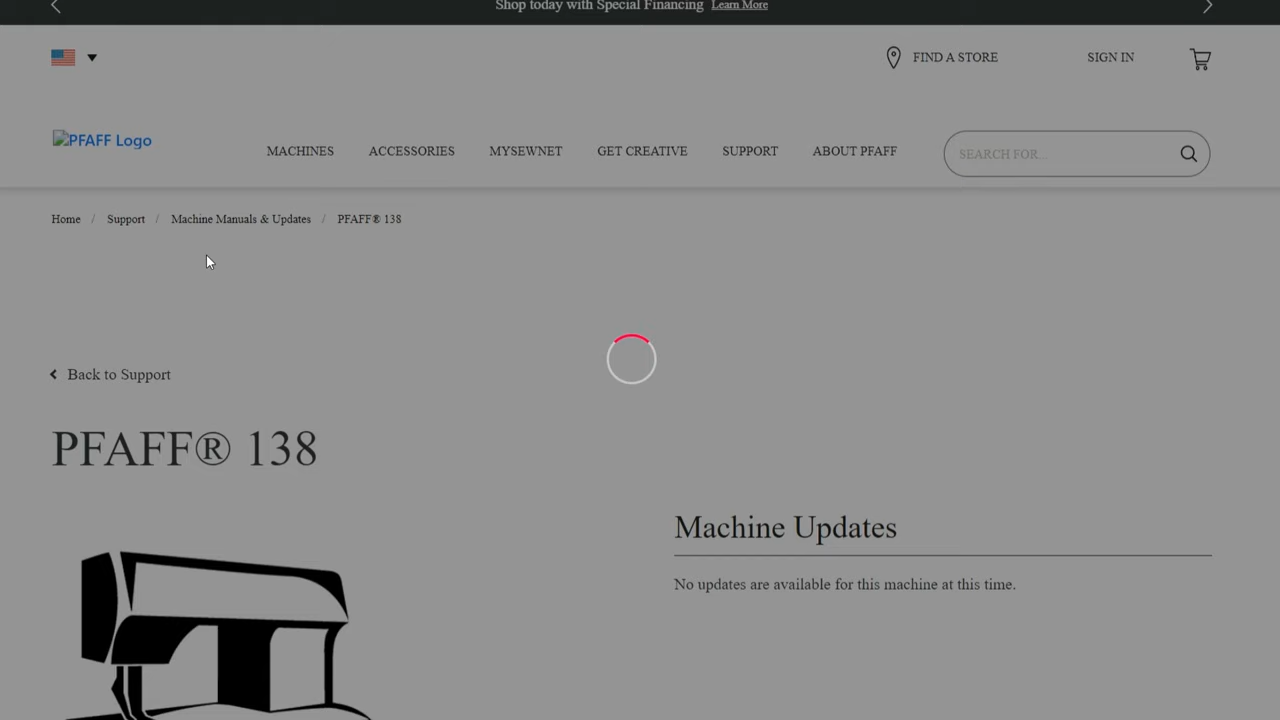 Shop today with Special Financing Learn More
FIND A STORE
SIGN IN
PFAFF Logo
MACHINES
ACCESSORIES
MYSEWNET
GET CREATIVE
SUPPORT
ABOUT PFAFF
SEARCH FOR...
Home / Support / Machine Manuals & Updates / PFAFF® 138
Back to Support
PFAFF® 138
Machine Updates
No updates are available for this machine at this time.